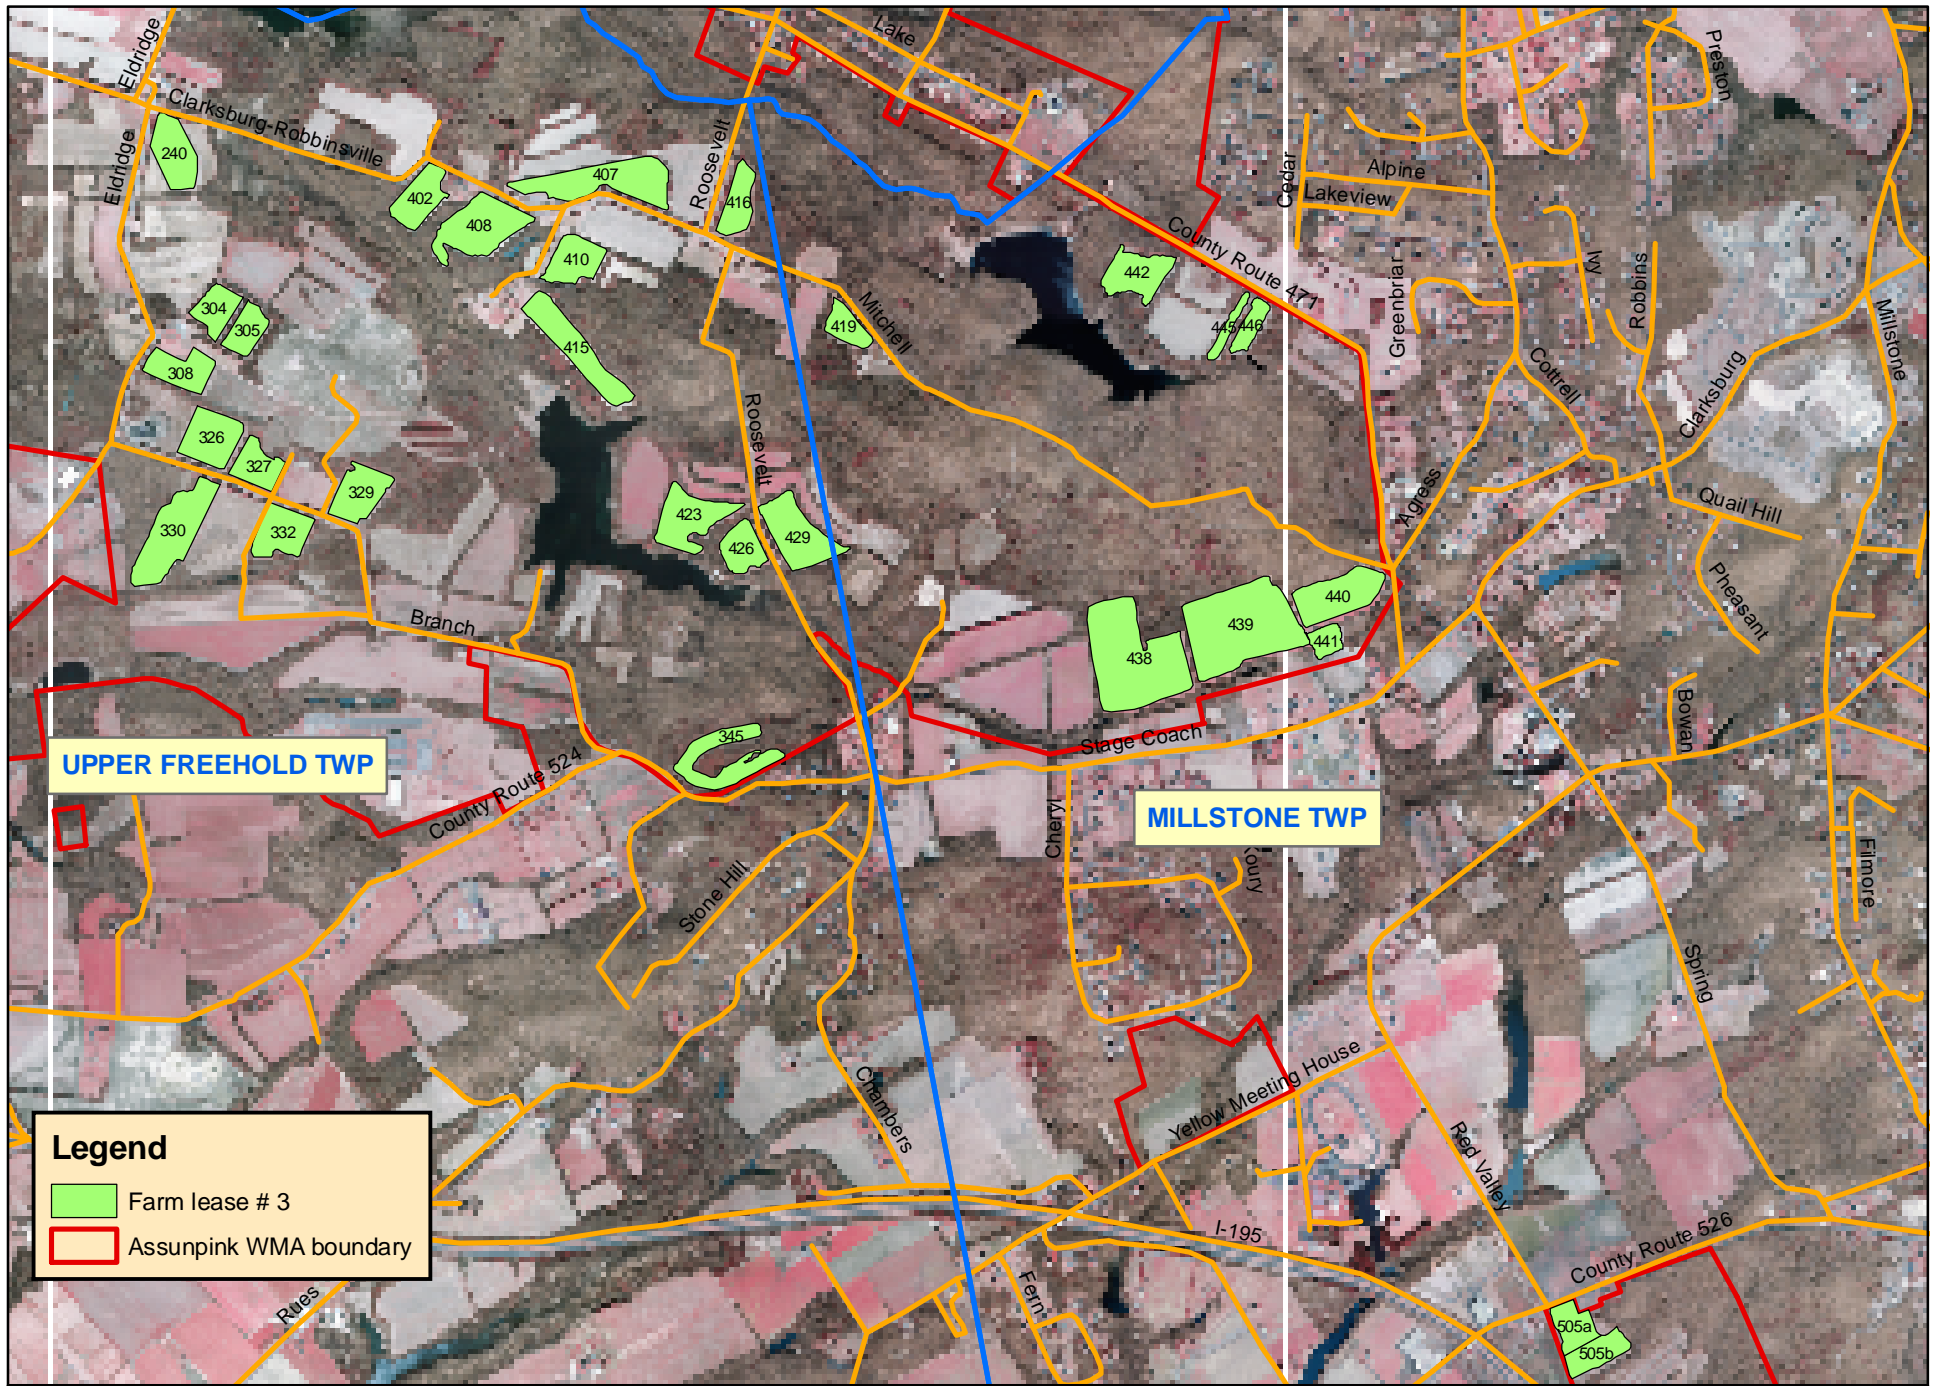 Lake
Preston
Eldridge
Clarksburg-Robbinsville
Roosevelt
Cedar
Alpine
Lakeview
Eldridge
240
402
407
408
416
410
County Route 471
442
445
446
Greenbriar
Ivy
Robbins
Millstone
304
305
308
415
419
Mitchell
Cottrell
Clarksburg
Roosevelt
326
327
329
330
332
423
426
429
Agress
Quail Hill
Pheasant
Branch
438
439
440
441
Bowan
345
Stage Coach
UPPER FREEHOLD TWP
County Route 524
MILLSTONE TWP
Cheryl
Filmore
Stone Hill
Spring
Chambers
Yellow Meeting House
Red Valley
Legend
Farm lease # 3
Assunpink WMA boundary
I-195
County Route 526
Rues
Fern
505a
505b